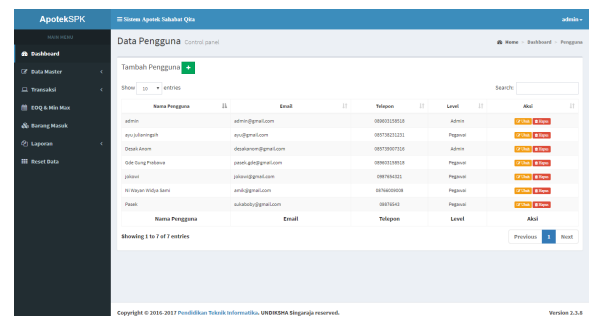 ApotekSPK
☰ Sistem Apotek Sahabat Qita
admin
MAIN MENU
Dashboard
Data Master
Transaksi
EOQ & Min Max
Barang Masuk
Laporan
Reset Data
Data Pengguna Control panel
Home > Dashboard > Pengguna
Tambah Pengguna +
Show 10 entries
Search:
Nama Pengguna Email Telepon Level Aksi
admin admin@gmail.com 089603158518 Admin
ayu juliavingsih ayu@gmail.com 083738231231 Pegawai
Desak Anom desakanom@gmail.com 085738007316 Admin
Gde Gung Prabawa pasek.gde@gmail.com 089603158518 Pegawai
jokowi jokowi@gmail.com 0987654321 Pegawai
Ni Wayan Widya Sami amik@gmail.com 08766009008 Pegawai
Pasek sukaboby@gmail.com 09876543 Pegawai
Nama Pengguna Email Telepon Level Aksi
Showing 1 to 7 of 7 entries
Previous 1 Next
Copyright © 2016-2017 Pendidikan Teknik Informatika, UNDIKSHA Singaraja reserved.
Version 2.3.8